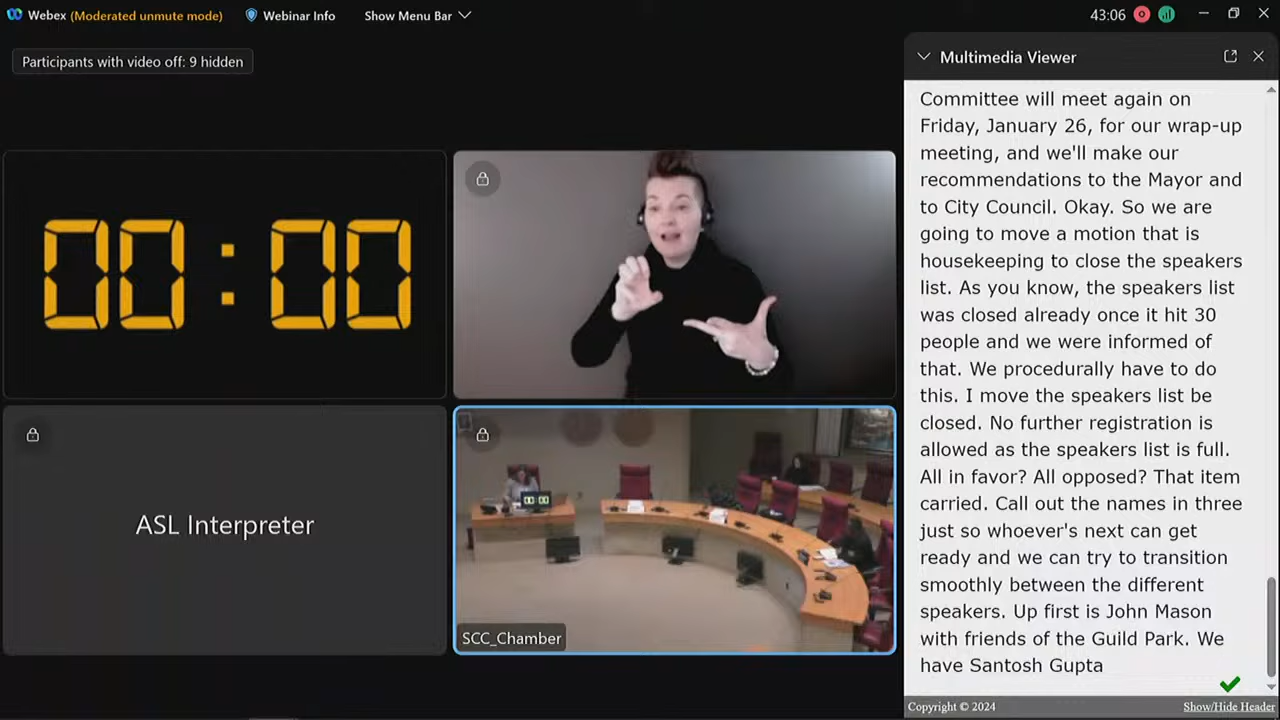 Webex (Moderated unmute mode)
Webinar Info
Show Menu Bar
43:06
Participants with video off: 9 hidden
Multimedia Viewer
00:00
ASL Interpreter
00:00
SCC_Chamber
Committee will meet again on
Friday, January 26, for our wrap-up
meeting, and we'll make our
recommendations to the Mayor and
to City Council. Okay. So we are
going to move a motion that is
housekeeping to close the speakers
list. As you know, the speakers list
was closed already once it hit 30
people and we were informed of
that. We procedurally have to do
this. I move the speakers list be
closed. No further registration is
allowed as the speakers list is full.
All in favor? All opposed? That item
carried. Call out the names in three
just so whoever's next can get
ready and we can try to transition
smoothly between the different
speakers. Up first is John Mason
with friends of the Guild Park. We
have Santosh Gupta
Copyright © 2024
Show/Hide Header